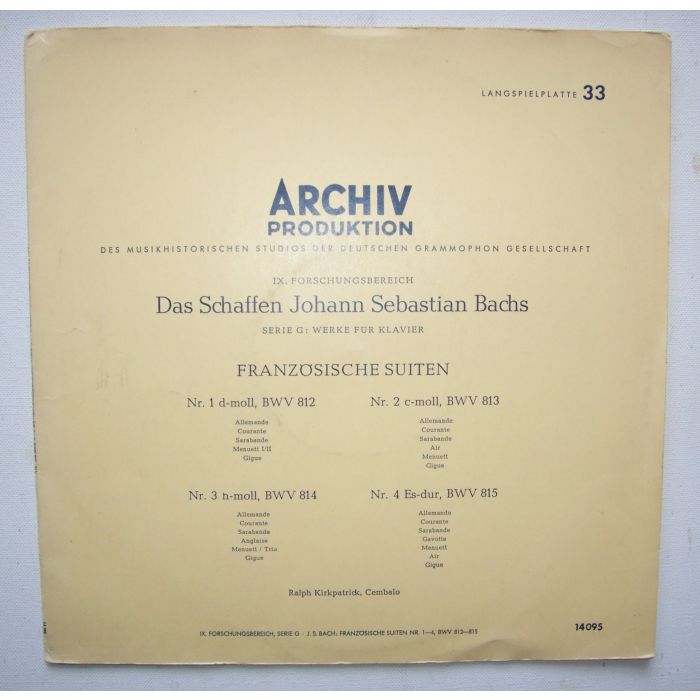 LANGSPIELPLATTE 33
ARCHIV
PRODUKTION
DES MUSIKHISTORISCHEN STUDIOS DER DEUTSCHEN GRAMMOPHON GESELLSCHAFT
IX. FORSCHUNGSBEREICH
Das Schaffen Johann Sebastian Bachs
SERIE G: WERKE FÜR KLAVIER
FRANZÖSISCHE SUITEN
Nr. 1 d-moll, BWV 812
Allemande
Courante
Sarabande
Menuett I/II
Gigue
Nr. 2 c-moll, BWV 813
Allemande
Courante
Sarabande
Air
Menuett
Gigue
Nr. 3 h-moll, BWV 814
Allemande
Courante
Sarabande
Anglaise
Menuett / Trio
Gigue
Nr. 4 Es-dur, BWV 815
Allemande
Courante
Sarabande
Gavotte
Menuett
Air
Gigue
Ralph Kirkpatrick, Cembalo
IX. FORSCHUNGSBEREICH, SERIE G · J. S. BACH: FRANZÖSISCHE SUITEN NR. 1—4, BWV 812—815
14095